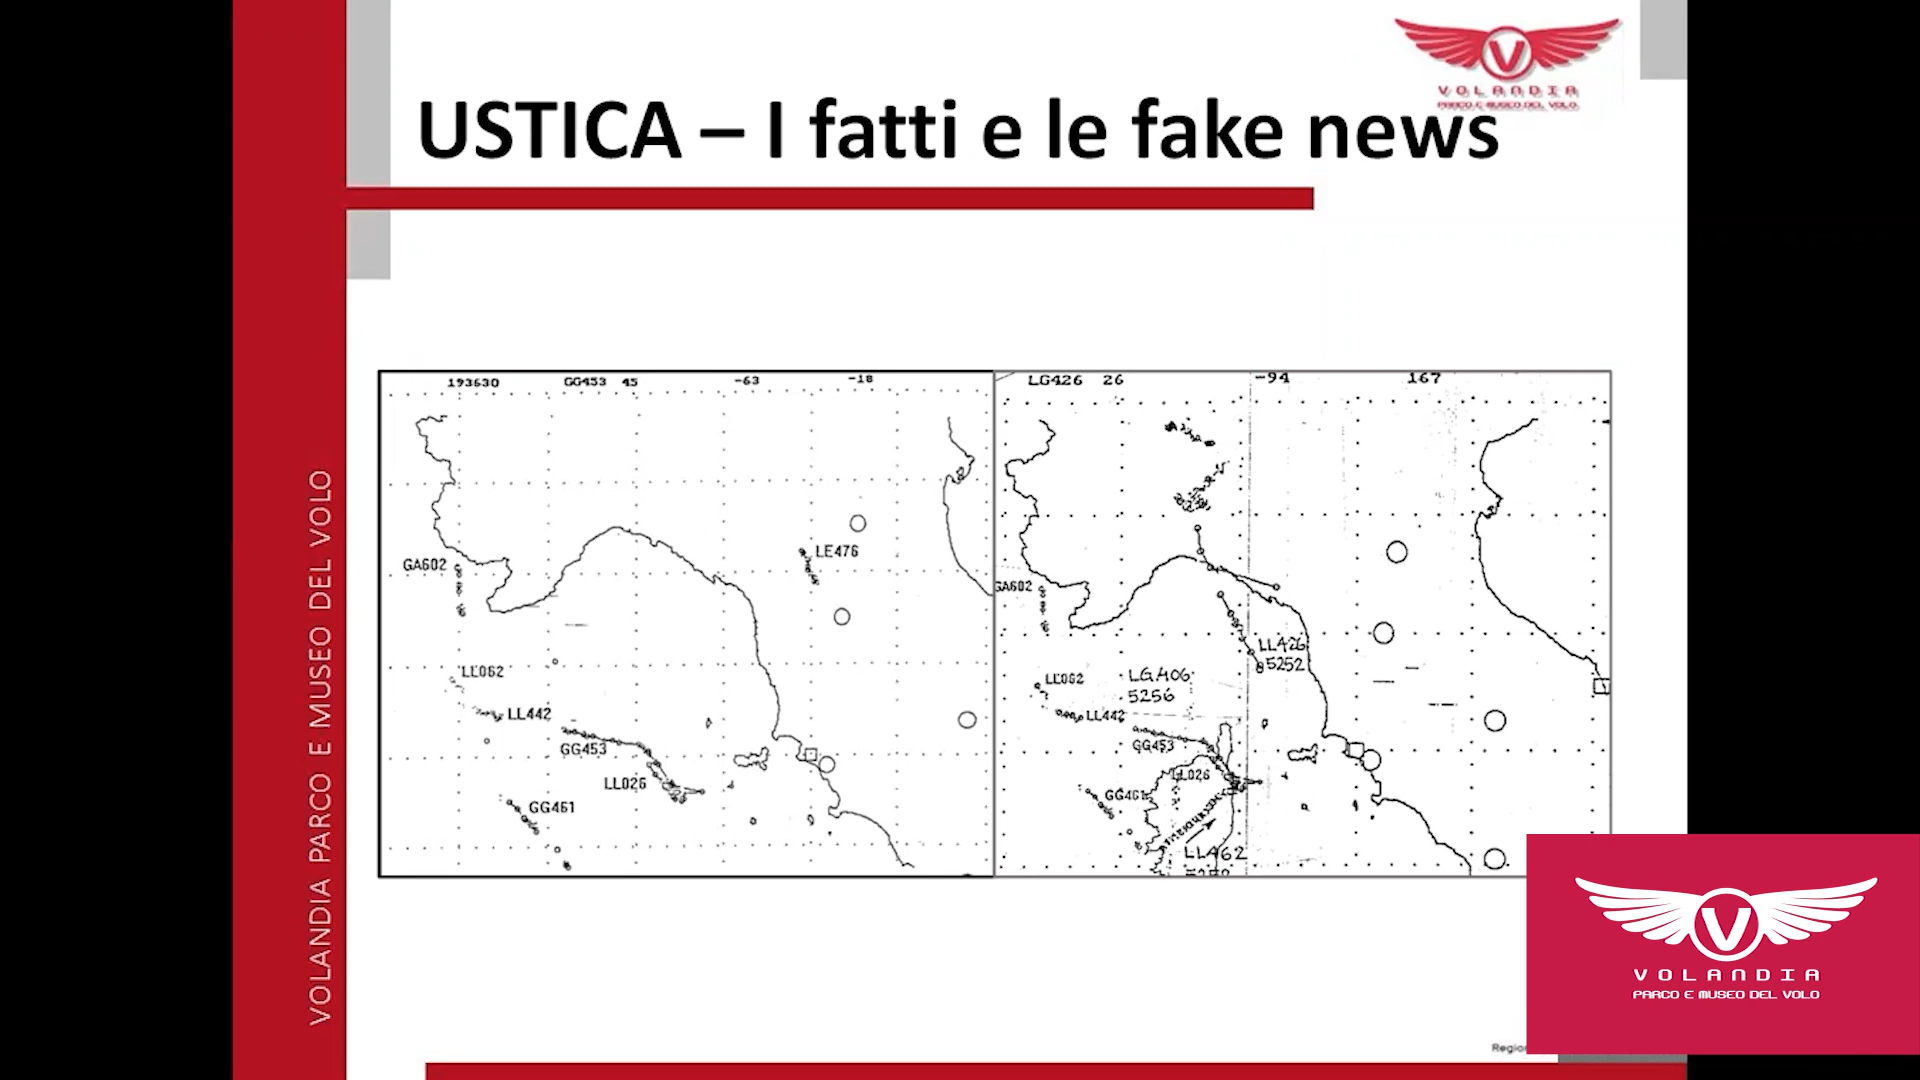 VOLANDIA
PARCO E MUSEO DEL VOLO
USTICA – I fatti e le fake news
VOLANDIA PARCO E MUSEO DEL VOLO
193630 GG453 45 -63 -18
LE476
GA602
LL062
LL442
GG453
LL026
GG461
LG426 26 -94 167
GA602
LL426
5252
LL062
LGA06
5256
LL442
GG453
LL026
GG461
LLA62
VOLANDIA
PARCO E MUSEO DEL VOLO